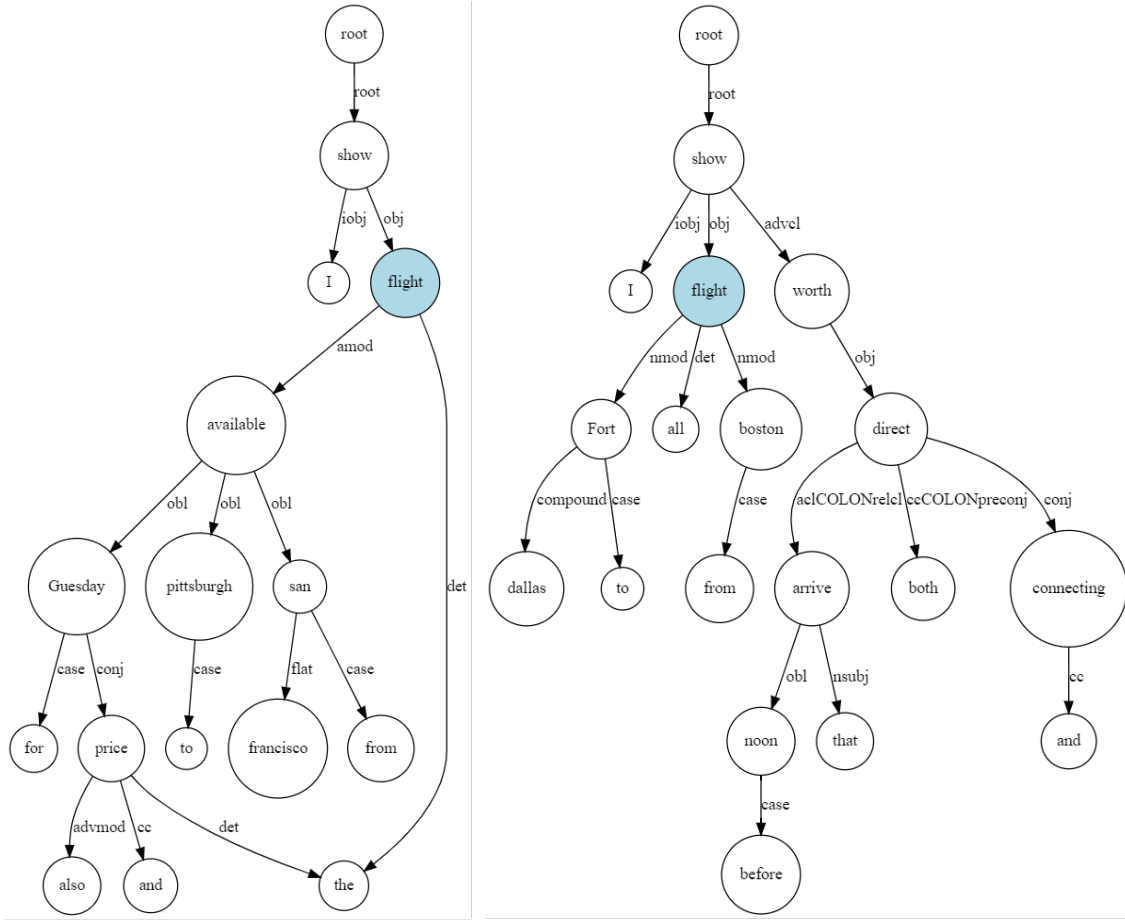 root
root
show
iobj
obj
I
flight
amod
available
obl
obl
obl
det
Guesday
pittsburgh
san
case
conj
case
flat
case
for
price
to
francisco
from
advmod
cc
det
also
and
the
root
root
show
iobj
obj
advcl
I
flight
worth
nmod
det
nmod
obj
Fort
all
boston
direct
compound
case
case
aclCOLONrelcl
ccCOLONpreconj
conj
dallas
to
from
arrive
both
connecting
obl
nsubj
cc
noon
that
and
case
before